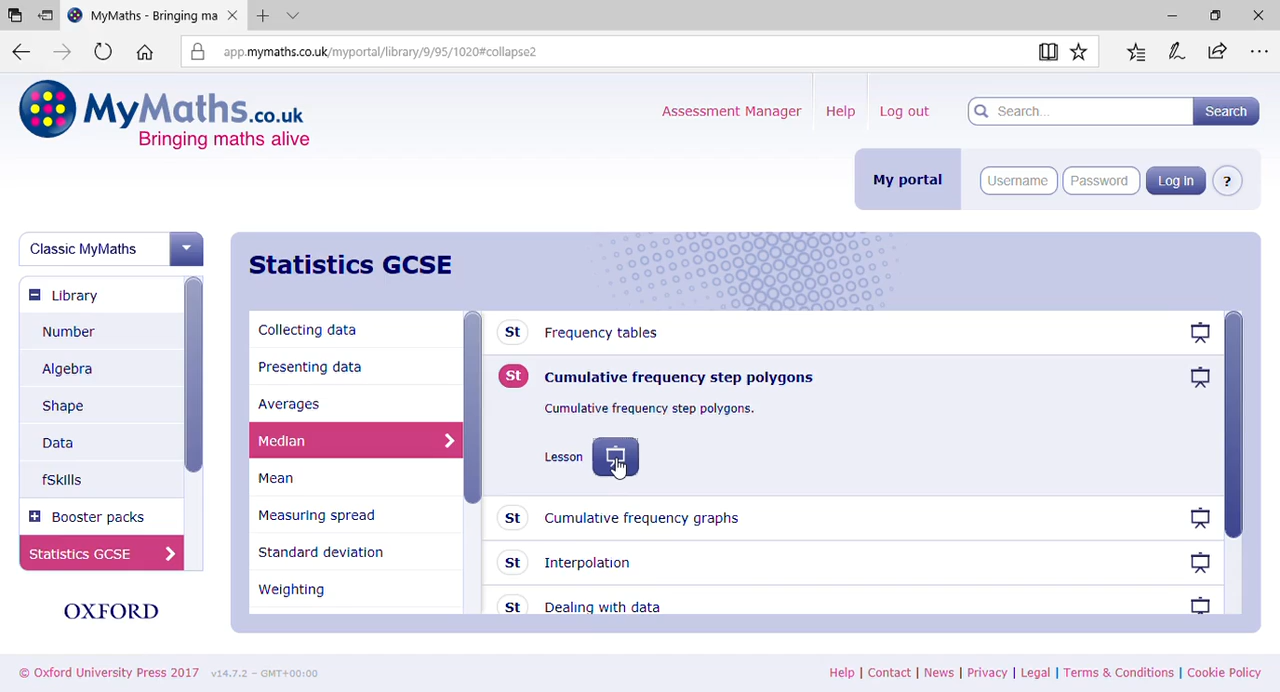 MyMaths - Bringing ma
app.mymaths.co.uk/myportal/library/9/95/1020#collapse2
MyMaths.co.uk
Bringing maths alive
Assessment Manager
Help
Log out
Search...
Search
My portal
Username
Password
Log In
?
Classic MyMaths
Library
Number
Algebra
Shape
Data
fSkills
Booster packs
Statistics GCSE
OXFORD
Statistics GCSE
Collecting data
Presenting data
Averages
Median
Mean
Measuring spread
Standard deviation
Weighting
St Frequency tables
St Cumulative frequency step polygons
Cumulative frequency step polygons.
Lesson
St Cumulative frequency graphs
St Interpolation
St Dealing with data
© Oxford University Press 2017 v14.7.2 – GMT+00:00
Help | Contact | News | Privacy | Legal | Terms & Conditions | Cookie Policy